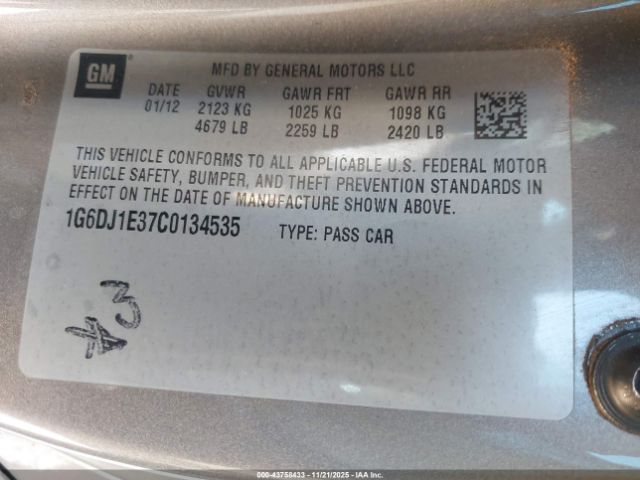 GM
MFD BY GENERAL MOTORS LLC
DATE GVWR GAWR FRT GAWR RR
01/12 2123 KG 1025 KG 1098 KG
4679 LB 2259 LB 2420 LB
THIS VEHICLE CONFORMS TO ALL APPLICABLE U.S. FEDERAL MOTOR
VEHICLE SAFETY, BUMPER, AND THEFT PREVENTION STANDARDS IN
EFFECT ON THE DATE OF MANUFACTURE SHOWN ABOVE.
1G6DJ1E37C0134535 TYPE: PASS CAR
3
000-43758433 - 11/21/2025 - IAA Inc.